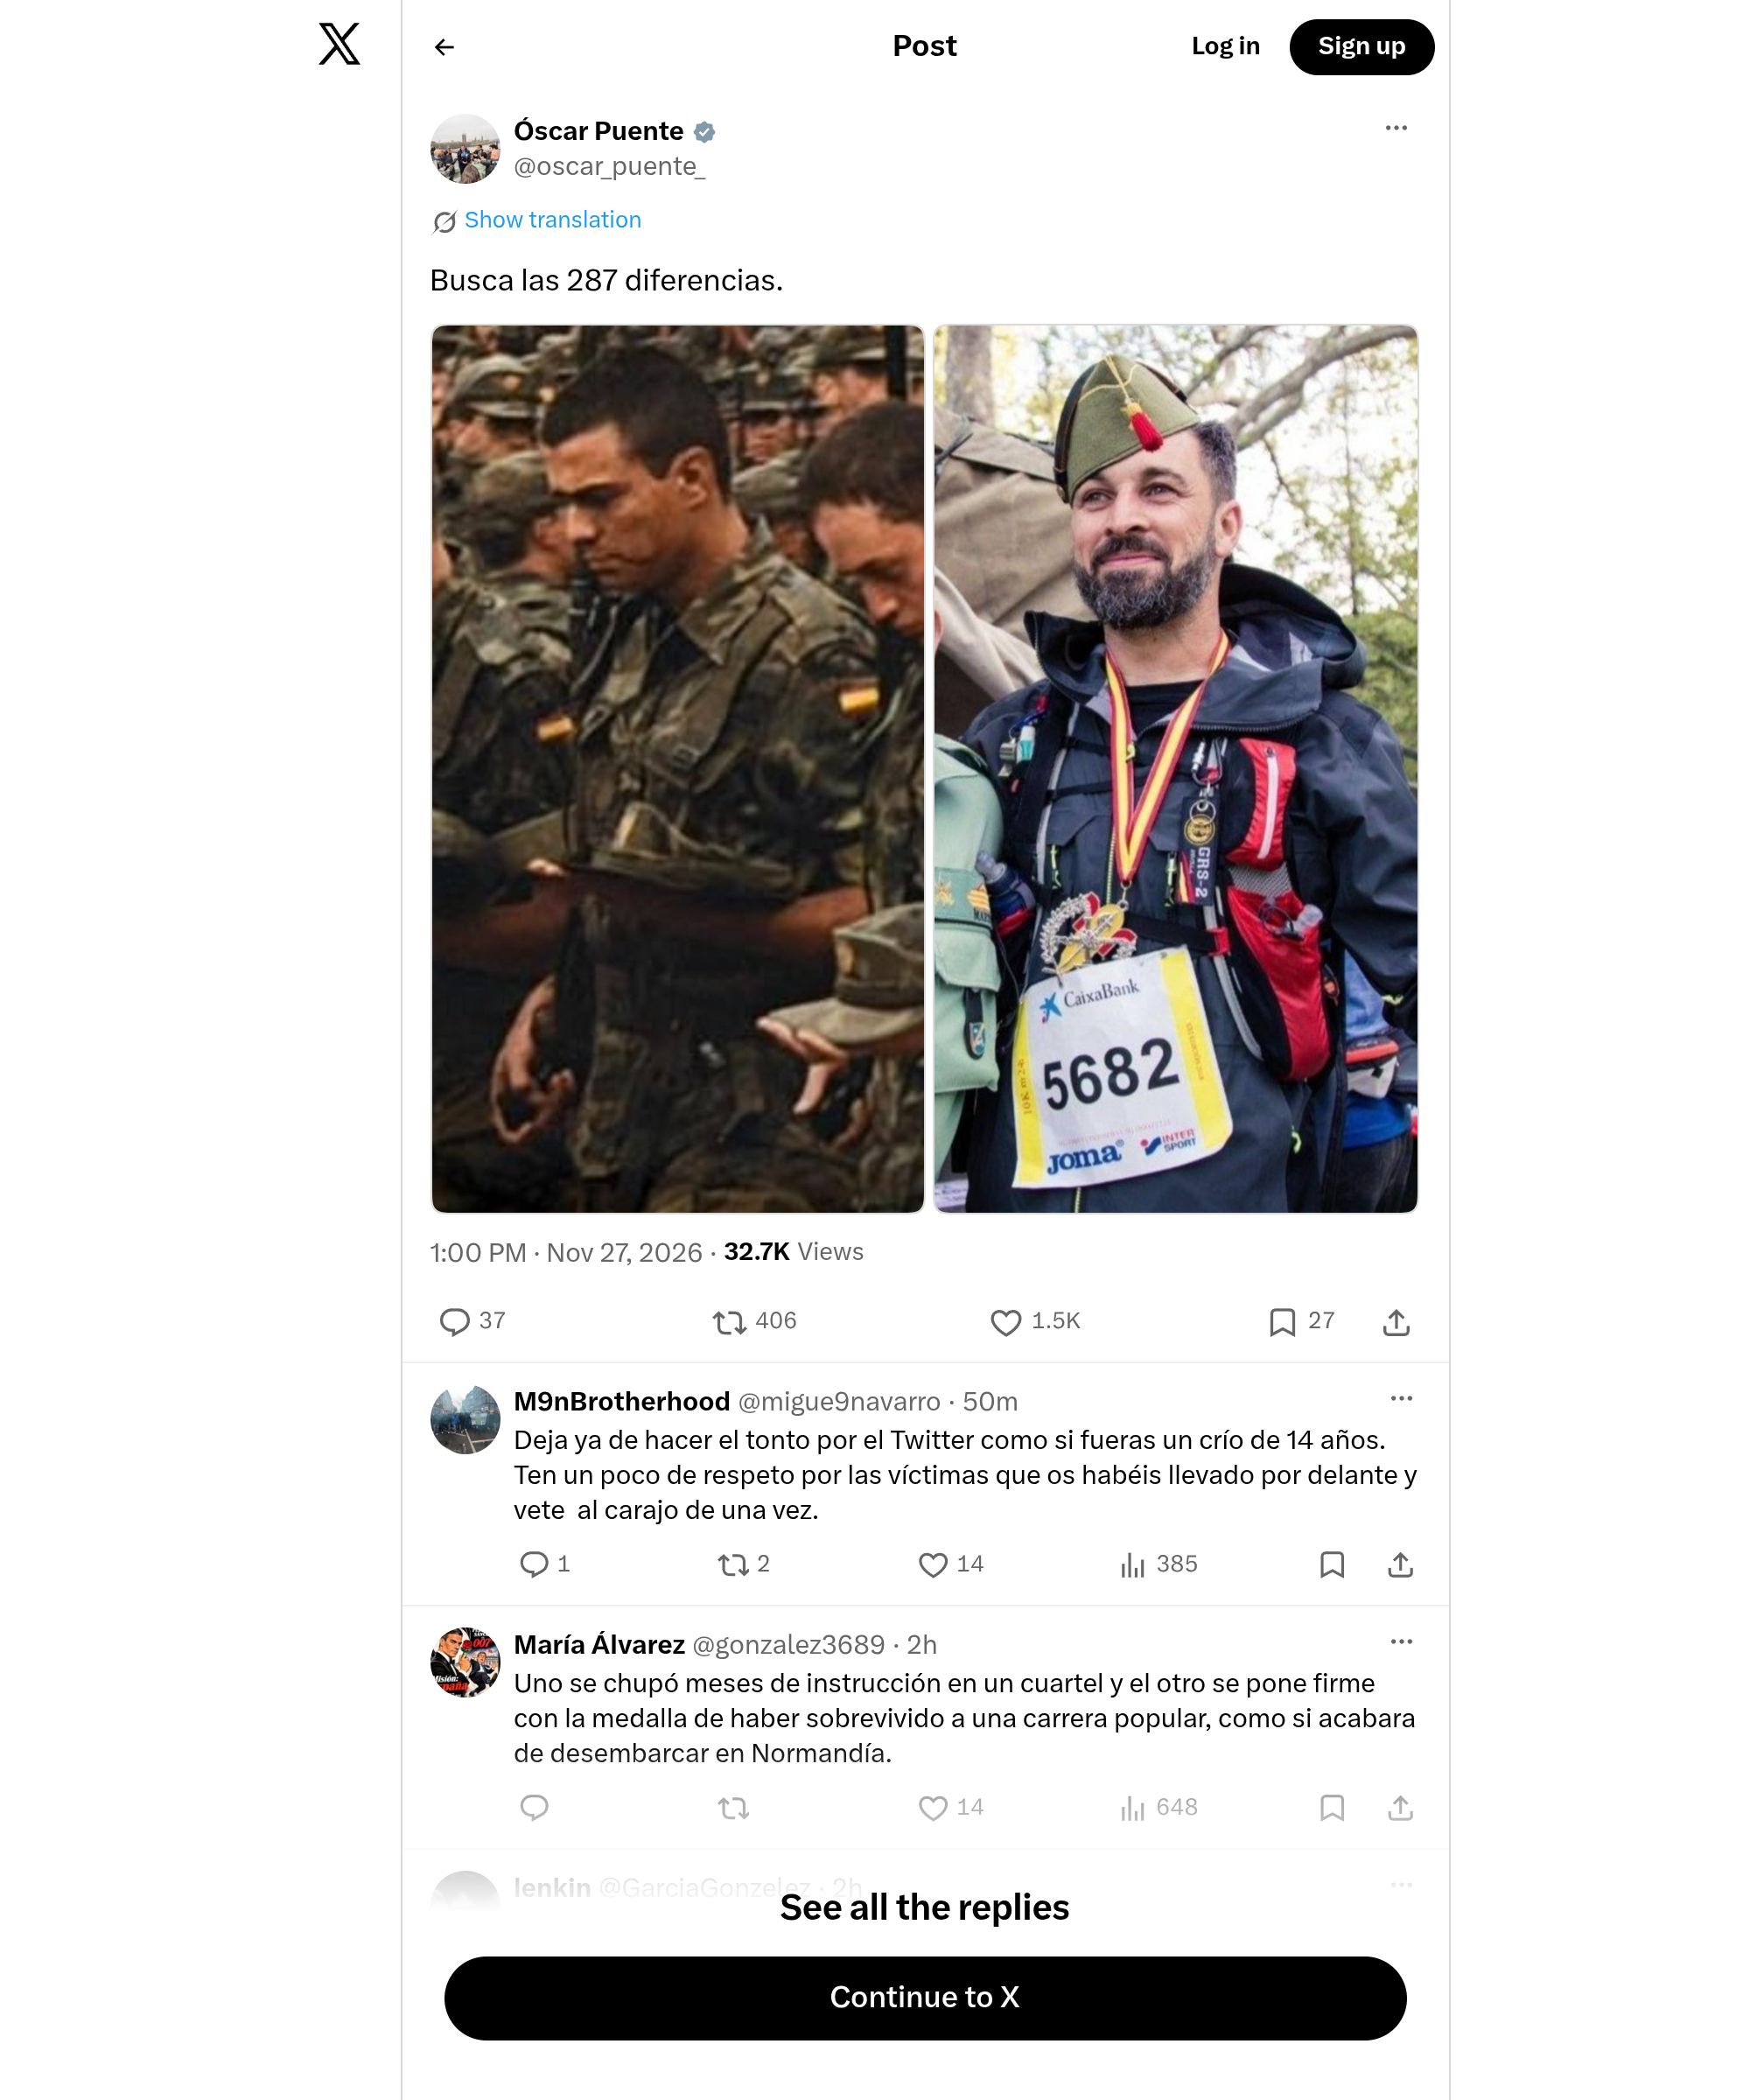 Post
Log in
Sign up
Óscar Puente
@oscar_puente_
Show translation
Busca las 287 diferencias.
GRS-2
CaixaBank
5682
Joma
INTER
SPORT
1:00 PM · Nov 27, 2026 · 32.7K Views
37
406
1.5K
27
M9nBrotherhood @migue9navarro · 50m
Deja ya de hacer el tonto por el Twitter como si fueras un crío de 14 años.
Ten un poco de respeto por las víctimas que os habéis llevado por delante y
vete  al carajo de una vez.
1
2
14
385
007
María Álvarez @gonzalez3689 · 2h
Uno se chupó meses de instrucción en un cuartel y el otro se pone firme
con la medalla de haber sobrevivido a una carrera popular, como si acabara
de desembarcar en Normandía.
14
648
@GarciaGonzelez · 2h
See all the replies
Continue to X